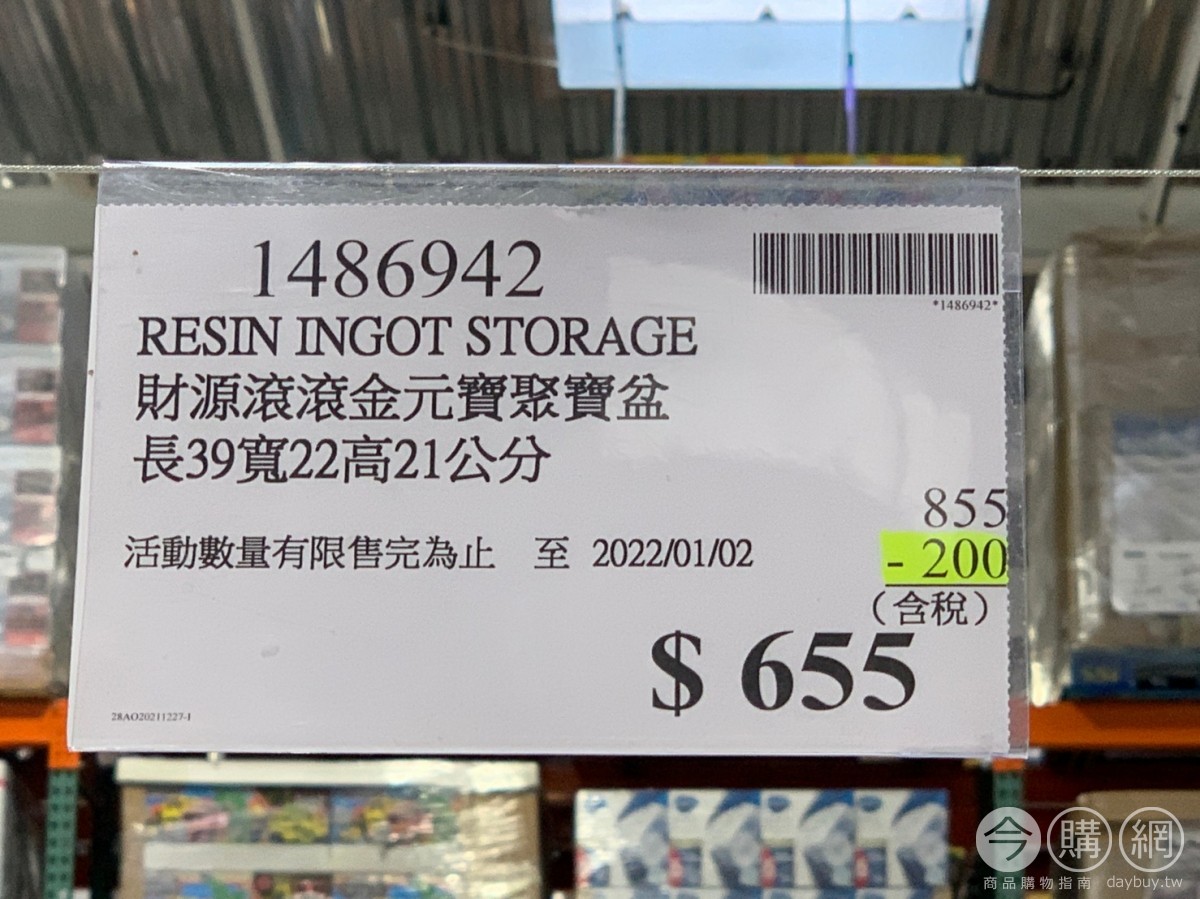 1486942
*1486942*
RESIN INGOT STORAGE
財源滾滾金元寶聚寶盆
長39寬22高21公分
855
活動數量有限售完為止 至 2022/01/02
- 200
(含稅)
$ 655
28AO20211227-1
今購網
商品購物指南 daybuy.tw